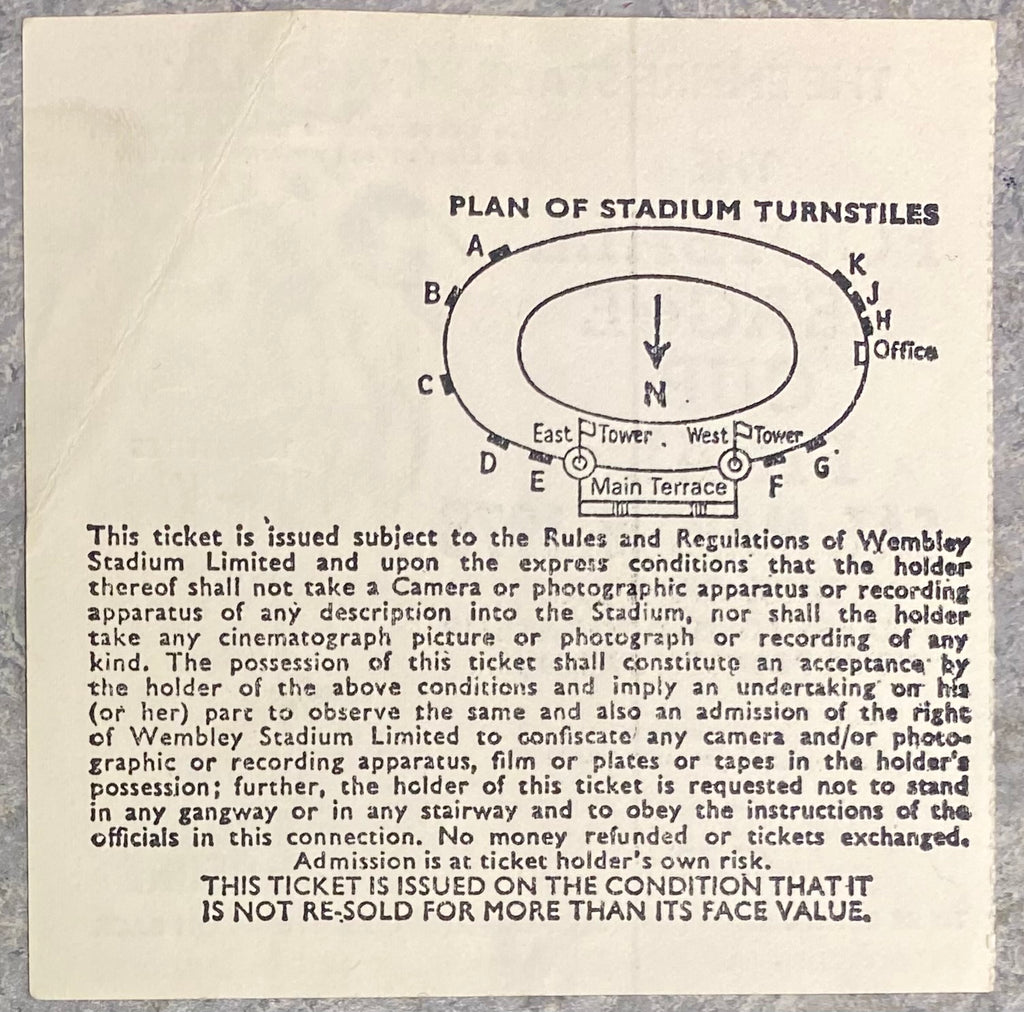 PLAN OF STADIUM TURNSTILES
A
K
B
J
H
Office
C
N
East Tower
West Tower
D
E
F
G
Main Terrace
This ticket is issued subject to the Rules and Regulations of Wembley
Stadium Limited and upon the express conditions that the holder
thereof shall not take a Camera or photographic apparatus or recording
apparatus of any description into the Stadium, nor shall the holder
take any cinematograph picture or photograph or recording of any
kind. The possession of this ticket shall constitute an acceptance by
the holder of the above conditions and imply an undertaking on his
(or her) part to observe the same and also an admission of the right
of Wembley Stadium Limited to confiscate any camera and/or photo-
graphic or recording apparatus, film or plates or tapes in the holder's
possession; further, the holder of this ticket is requested not to stand
in any gangway or in any stairway and to obey the instructions of the
officials in this connection. No money refunded or tickets exchanged.
Admission is at ticket holder's own risk.
THIS TICKET IS ISSUED ON THE CONDITION THAT IT
IS NOT RE-SOLD FOR MORE THAN ITS FACE VALUE.